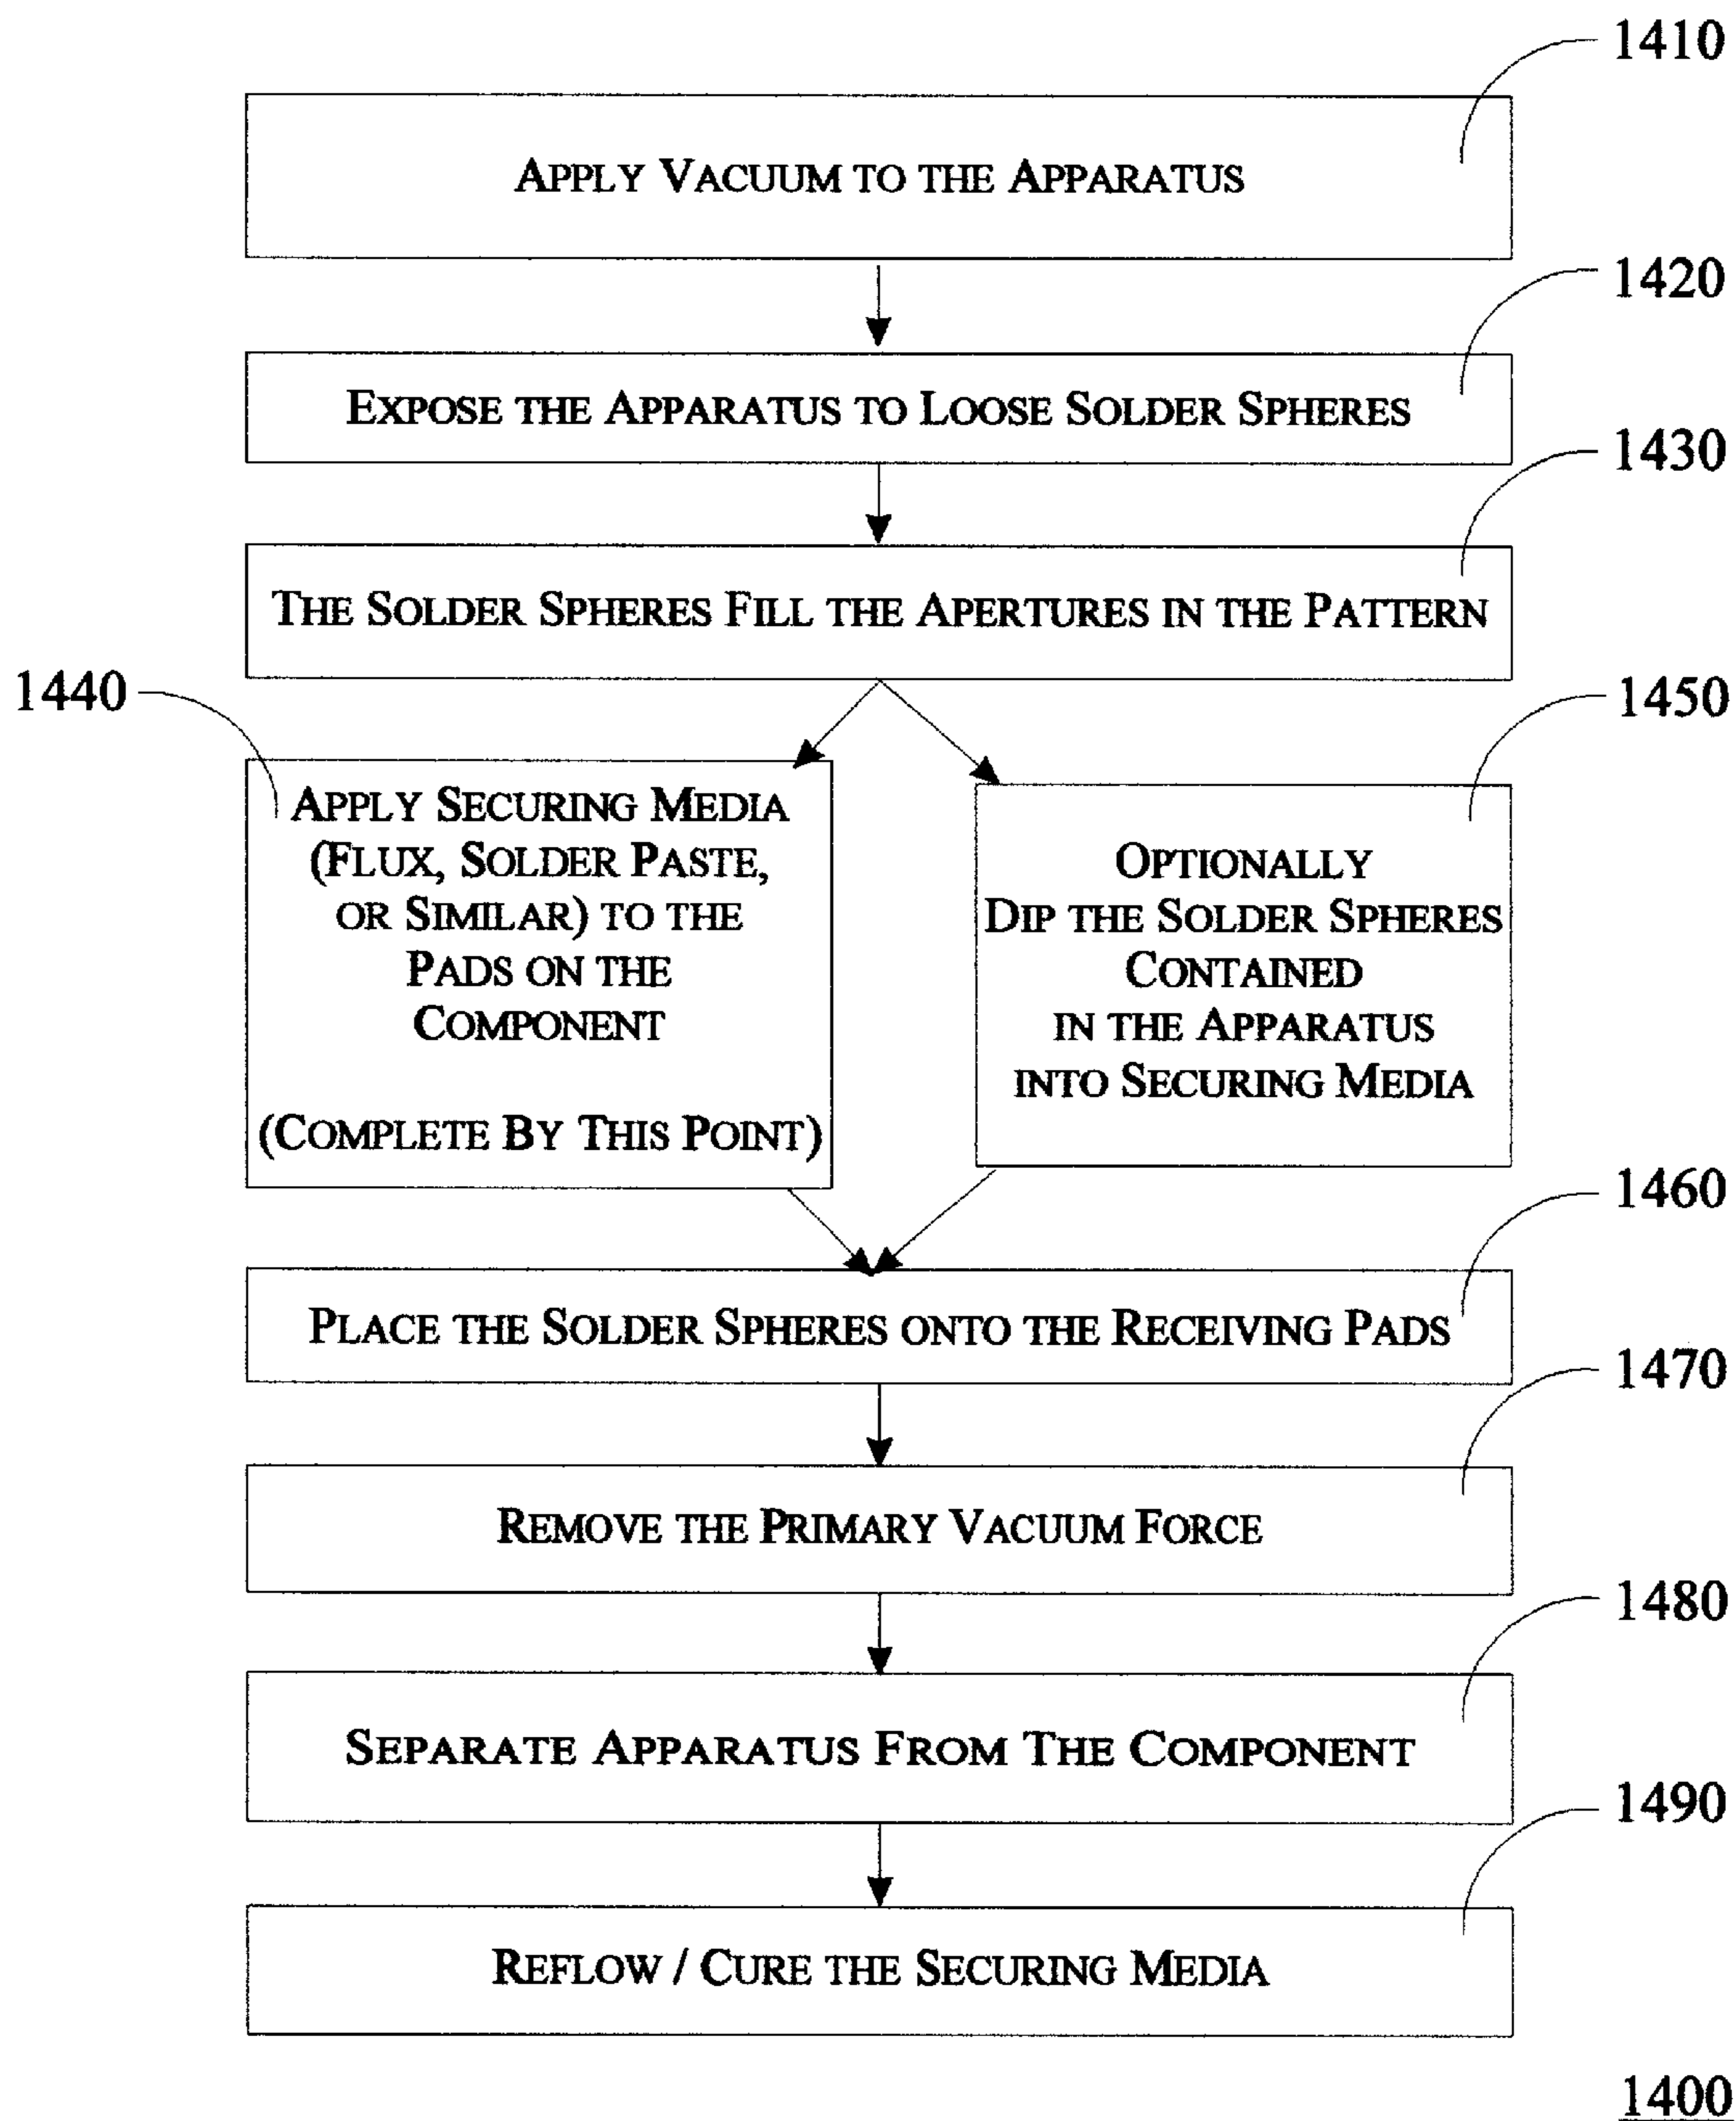 1410
APPLY VACUUM TO THE APPARATUS
1420
EXPOSE THE APPARATUS TO LOOSE SOLDER SPHERES
1430
THE SOLDER SPHERES FILL THE APERTURES IN THE PATTERN
1440
APPLY SECURING MEDIA
(FLUX, SOLDER PASTE,
OR SIMILAR) TO THE
PADS ON THE
COMPONENT
(COMPLETE BY THIS POINT)
1450
OPTIONALLY
DIP THE SOLDER SPHERES
CONTAINED
IN THE APPARATUS
INTO SECURING MEDIA
1460
PLACE THE SOLDER SPHERES ONTO THE RECEIVING PADS
1470
REMOVE THE PRIMARY VACUUM FORCE
1480
SEPARATE APPARATUS FROM THE COMPONENT
1490
REFLOW / CURE THE SECURING MEDIA
1400